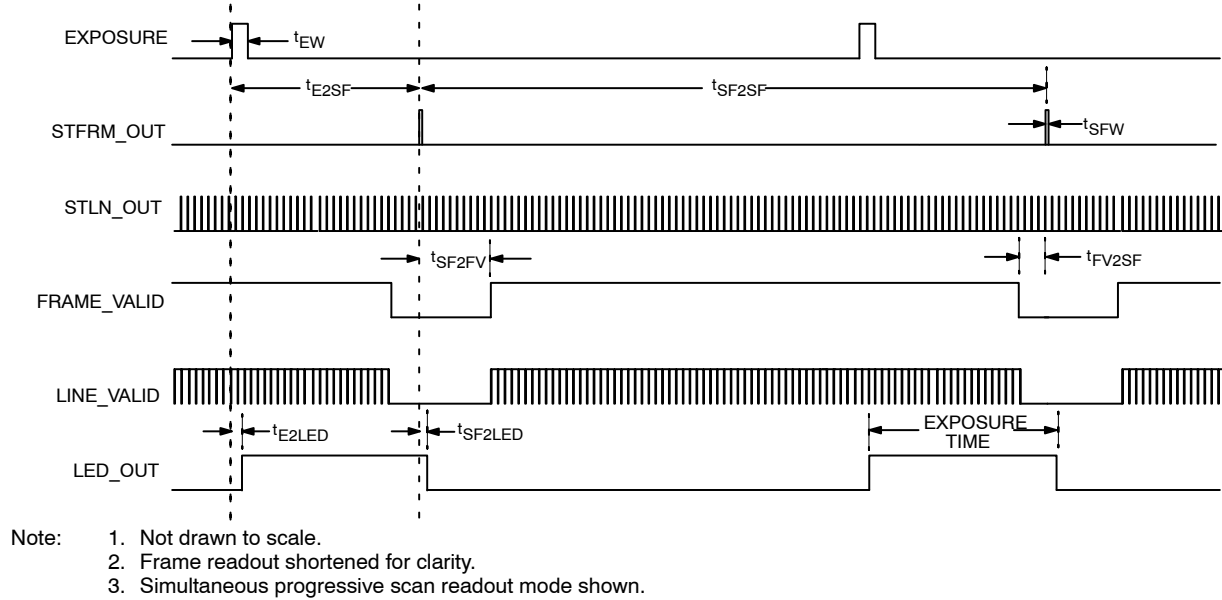 EXPOSURE
tEW
tE2SF
tSF2SF
STFRM_OUT
tSFW
STLN_OUT
tSF2FV
tFV2SF
FRAME_VALID
LINE_VALID
tE2LED
tSF2LED
EXPOSURE
TIME
LED_OUT
Note: 1. Not drawn to scale.
2. Frame readout shortened for clarity.
3. Simultaneous progressive scan readout mode shown.